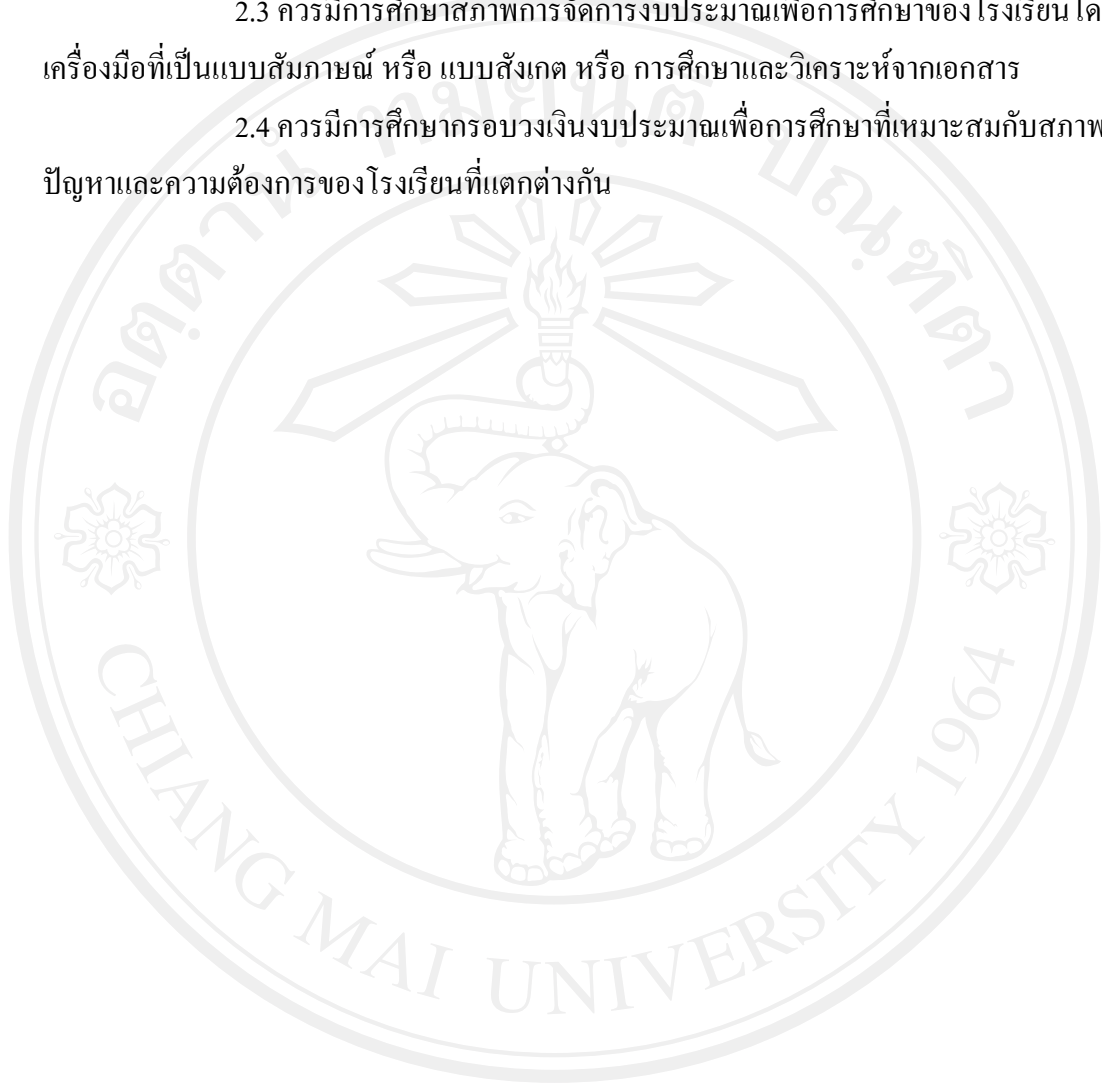 2.3 ควรมีการศึกษาสภาพการจัดการงบประมาณเพื่อการศึกษาของโรงเรียน
เครื่องมือที่เป็นแบบสัมภาษณ์ หรือ แบบสังเกต หรือ การศึกษาและวิเคราะห์จากเอกสาร
2.4 ควรมีการศึกษากรอบวงเงินงบประมาณเพื่อการศึกษาที่เหมาะสมกับสภาพ
ปัญหาและความต้องการของโรงเรียนที่แตกต่างกัน
CHIANG MAI UNIVERSITY 1964